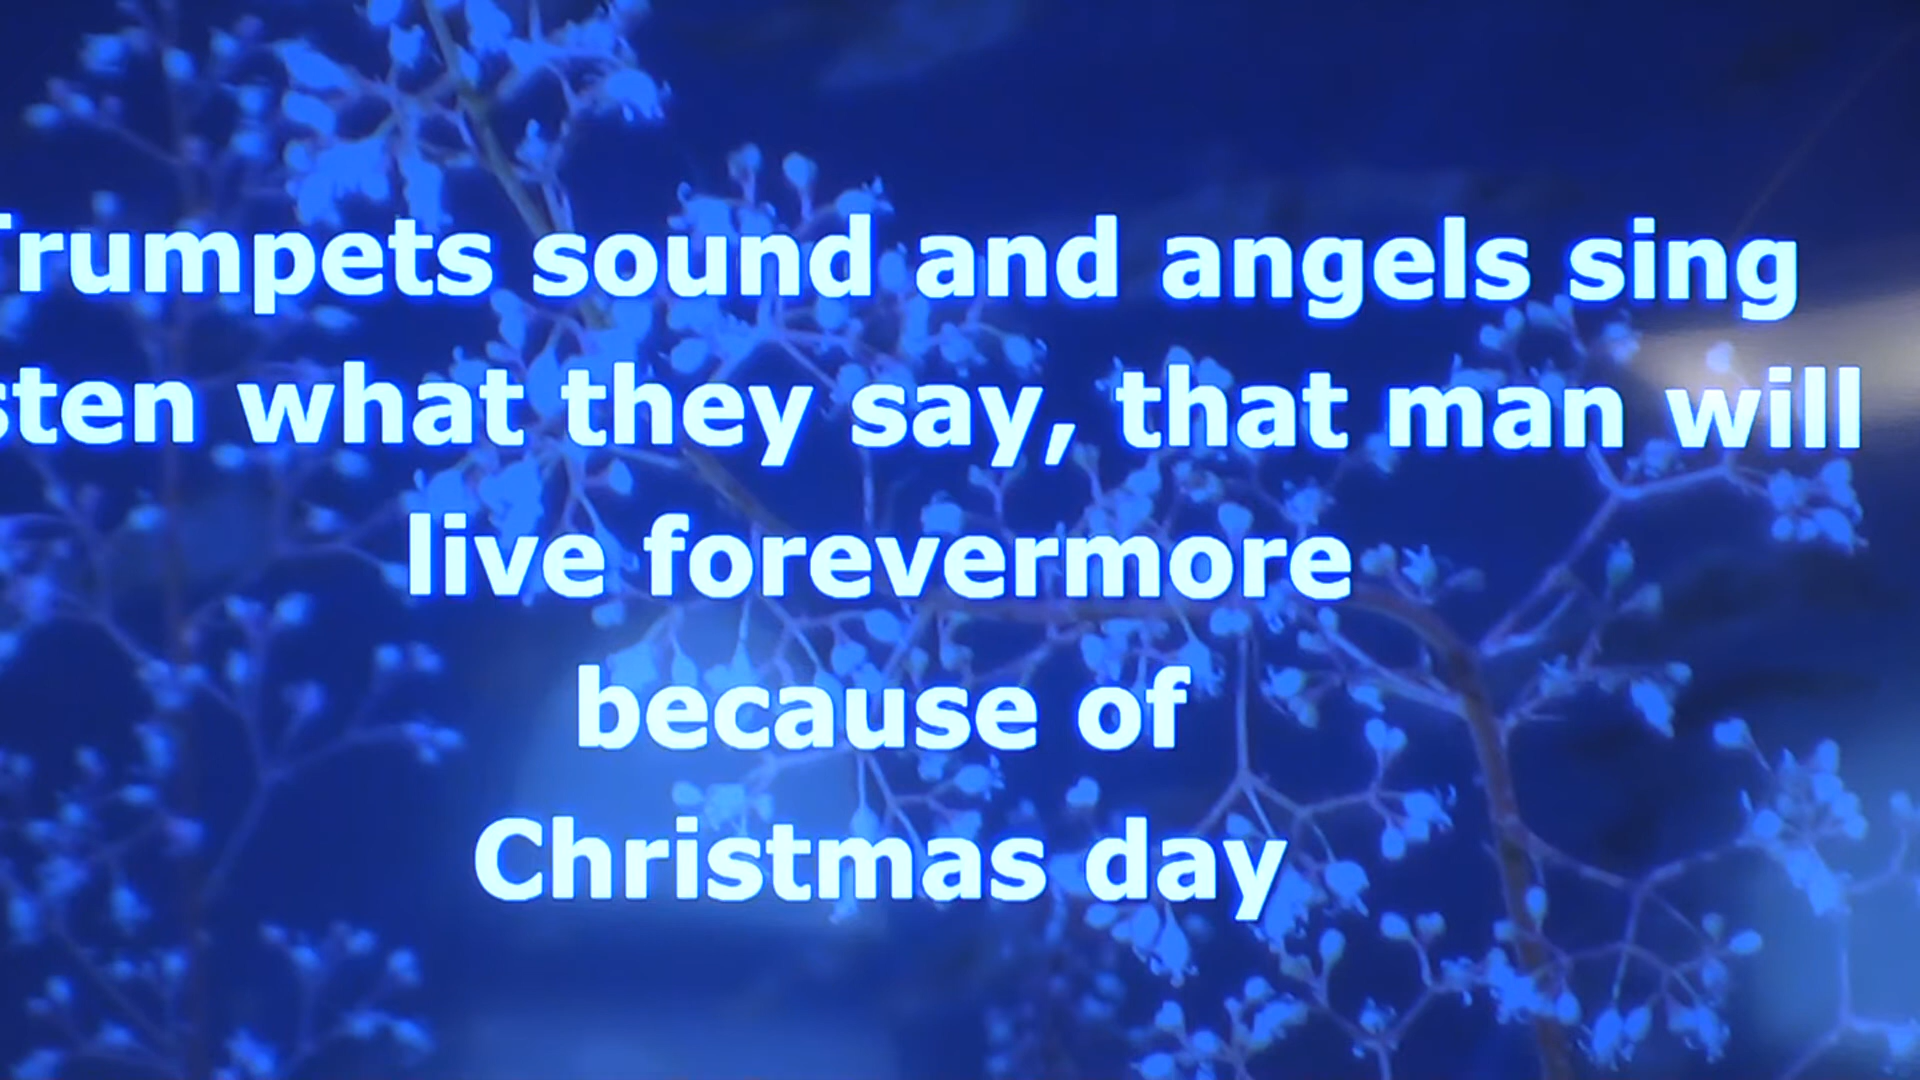 Trumpets sound and angels sing
sten what they say, that man will
live forevermore
because of
Christmas day